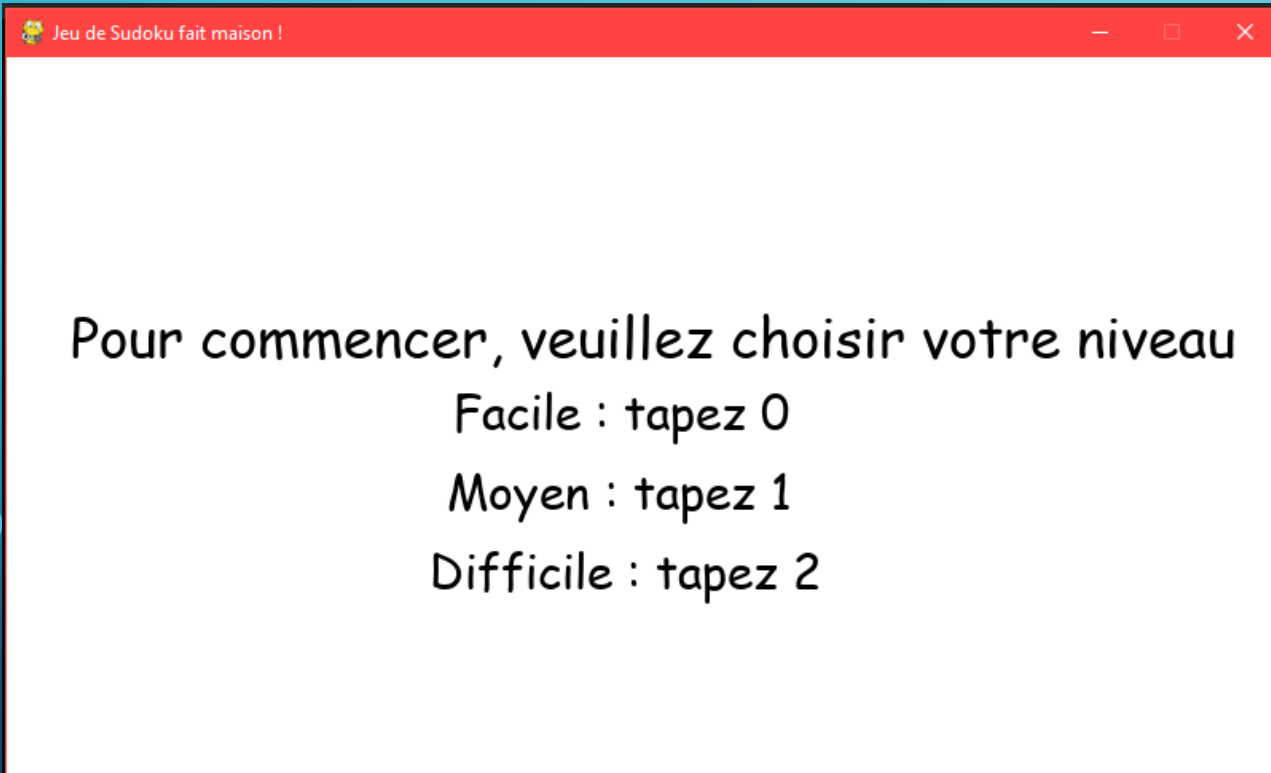 Jeu de Sudoku fait maison !
Pour commencer, veuillez choisir votre niveau
Facile : tapez 0
Moyen : tapez 1
Difficile : tapez 2